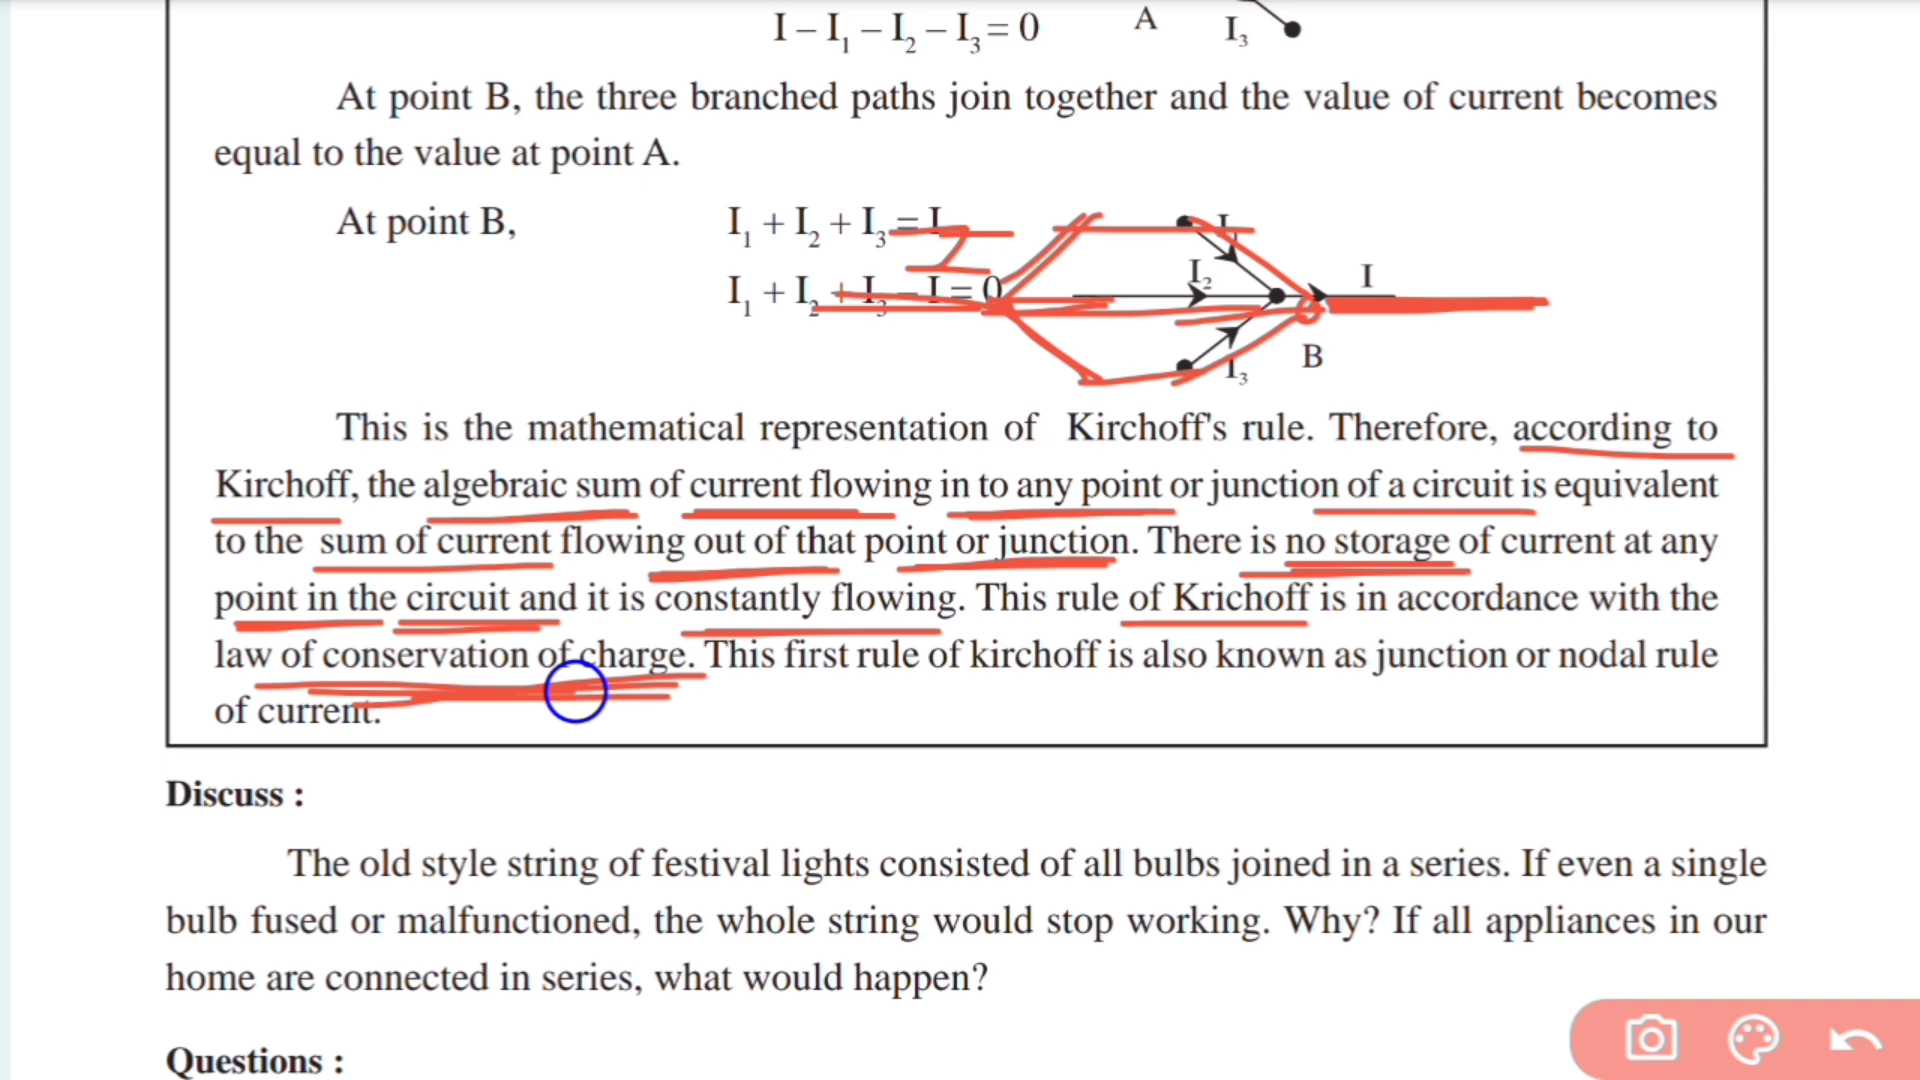 I – I₁ – I₂ – I₃ = 0 A I₃
At point B, the three branched paths join together and the value of current becomes
equal to the value at point A.
At point B, I₁ + I₂ + I₃ = I I₁
I₁ + I₂ + I₃ – I = 0 I₂ I
B
I₃
This is the mathematical representation of Kirchoff's rule. Therefore, according to
Kirchoff, the algebraic sum of current flowing in to any point or junction of a circuit is equivalent
to the sum of current flowing out of that point or junction. There is no storage of current at any
point in the circuit and it is constantly flowing. This rule of Krichoff is in accordance with the
law of conservation of charge. This first rule of kirchoff is also known as junction or nodal rule
of current.
Discuss :
The old style string of festival lights consisted of all bulbs joined in a series. If even a single
bulb fused or malfunctioned, the whole string would stop working. Why? If all appliances in our
home are connected in series, what would happen?
Questions :